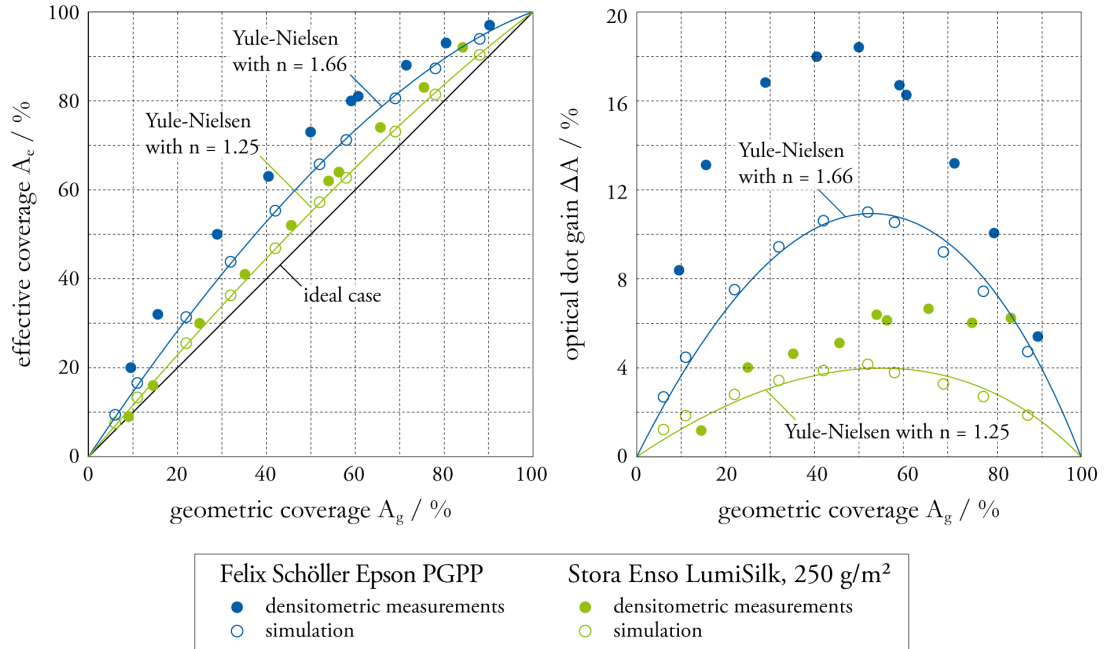 100
80
60
40
20
0
effective coverage Ae / %
Yule-Nielsen
with n = 1.66
Yule-Nielsen
with n = 1.25
ideal case
0 20 40 60 80 100
geometric coverage Ag / %
20
16
12
8
4
0
optical dot gain ΔA / %
Yule-Nielsen
with n = 1.66
Yule-Nielsen with n = 1.25
0 20 40 60 80 100
geometric coverage Ag / %
Felix Schöller Epson PGPP
densitometric measurements
simulation
Stora Enso LumiSilk, 250 g/m²
densitometric measurements
simulation